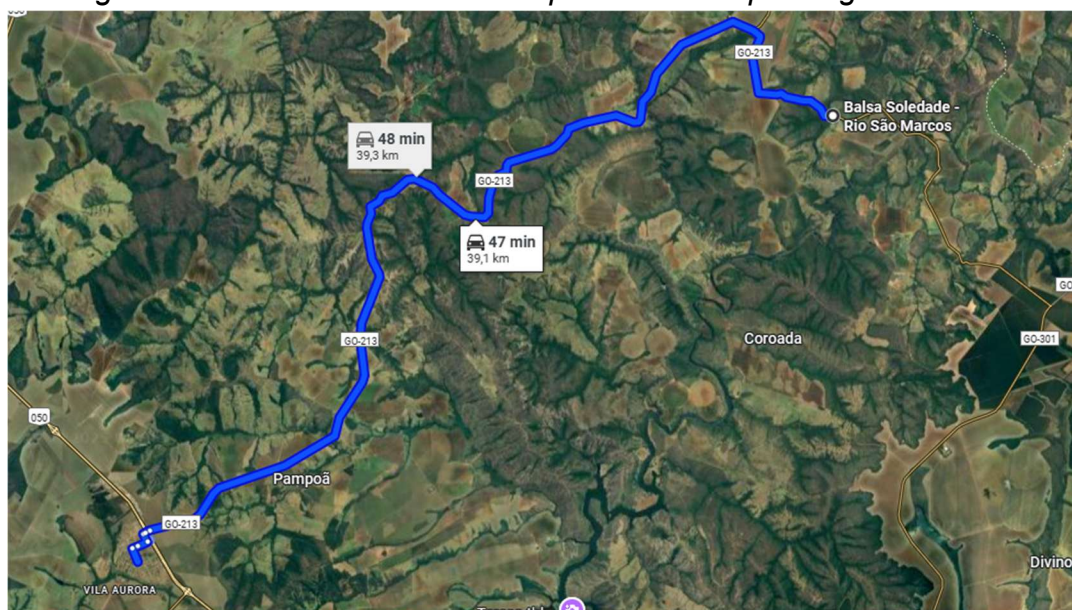 GO-213
Balsa Soledade -
Rio São Marcos
48 min
39,3 km
GO-213
47 min
39,1 km
GO-213
Coroada
GO-301
050
Pampoã
GO-213
Divino
VILA AURORA